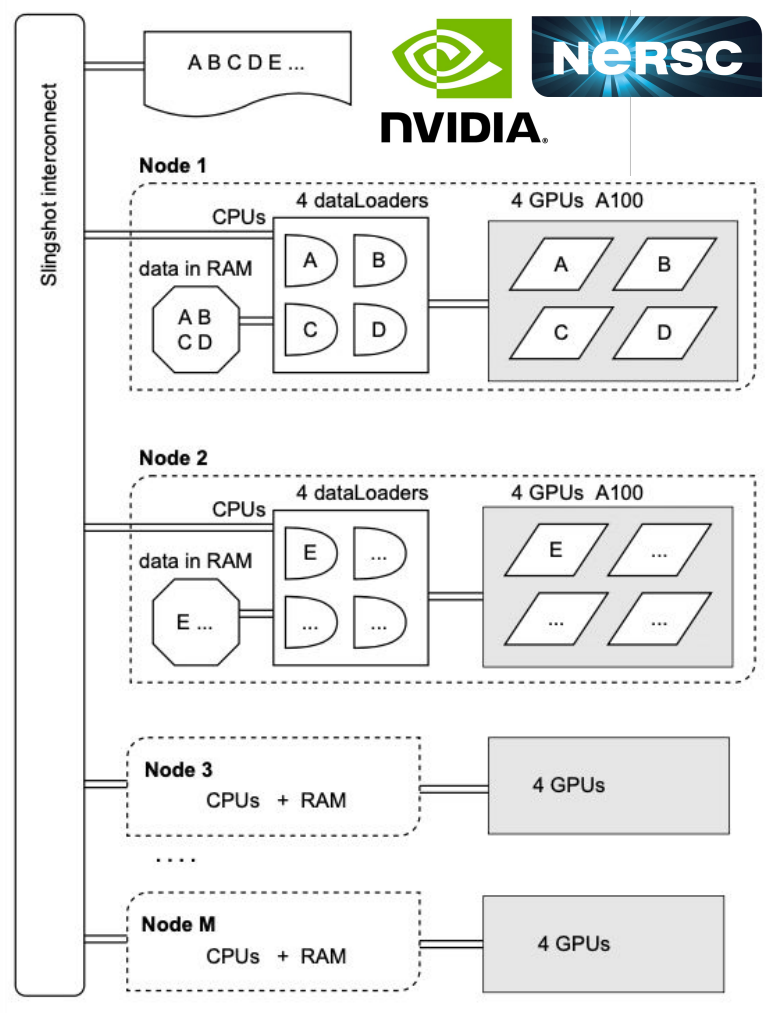 Slingshot interconnect
A B C D E ...
NVIDIA.
NERSC
Node 1
CPUs
4 dataLoaders
4 GPUs A100
data in RAM
A B
C D
A B
C D
A B
C D
Node 2
CPUs
4 dataLoaders
4 GPUs A100
data in RAM
E ...
E ...
... ...
E ...
... ...
Node 3
CPUs + RAM
4 GPUs
....
Node M
CPUs + RAM
4 GPUs